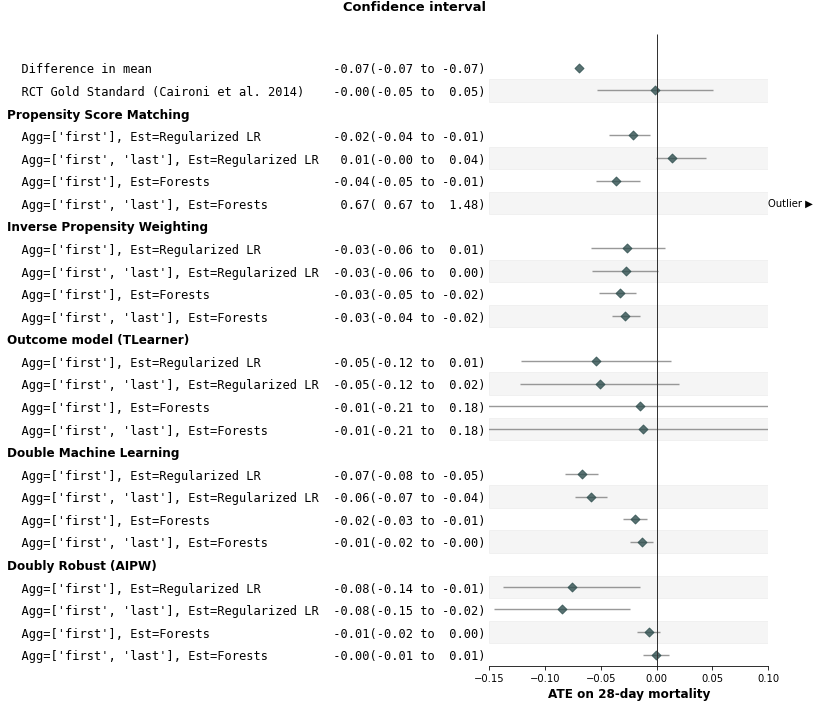 Confidence interval
Difference in mean -0.07(-0.07 to -0.07)
RCT Gold Standard (Caironi et al. 2014) -0.00(-0.05 to 0.05)
Propensity Score Matching
Agg=['first'], Est=Regularized LR -0.02(-0.04 to -0.01)
Agg=['first', 'last'], Est=Regularized LR 0.01(-0.00 to 0.04)
Agg=['first'], Est=Forests -0.04(-0.05 to -0.01)
Agg=['first', 'last'], Est=Forests 0.67( 0.67 to 1.48) Outlier ▶
Inverse Propensity Weighting
Agg=['first'], Est=Regularized LR -0.03(-0.06 to 0.01)
Agg=['first', 'last'], Est=Regularized LR -0.03(-0.06 to 0.00)
Agg=['first'], Est=Forests -0.03(-0.05 to -0.02)
Agg=['first', 'last'], Est=Forests -0.03(-0.04 to -0.02)
Outcome model (TLearner)
Agg=['first'], Est=Regularized LR -0.05(-0.12 to 0.01)
Agg=['first', 'last'], Est=Regularized LR -0.05(-0.12 to 0.02)
Agg=['first'], Est=Forests -0.01(-0.21 to 0.18)
Agg=['first', 'last'], Est=Forests -0.01(-0.21 to 0.18)
Double Machine Learning
Agg=['first'], Est=Regularized LR -0.07(-0.08 to -0.05)
Agg=['first', 'last'], Est=Regularized LR -0.06(-0.07 to -0.04)
Agg=['first'], Est=Forests -0.02(-0.03 to -0.01)
Agg=['first', 'last'], Est=Forests -0.01(-0.02 to -0.00)
Doubly Robust (AIPW)
Agg=['first'], Est=Regularized LR -0.08(-0.14 to -0.01)
Agg=['first', 'last'], Est=Regularized LR -0.08(-0.15 to -0.02)
Agg=['first'], Est=Forests -0.01(-0.02 to 0.00)
Agg=['first', 'last'], Est=Forests -0.00(-0.01 to 0.01)
−0.15 −0.10 −0.05 0.00 0.05 0.10
ATE on 28-day mortality